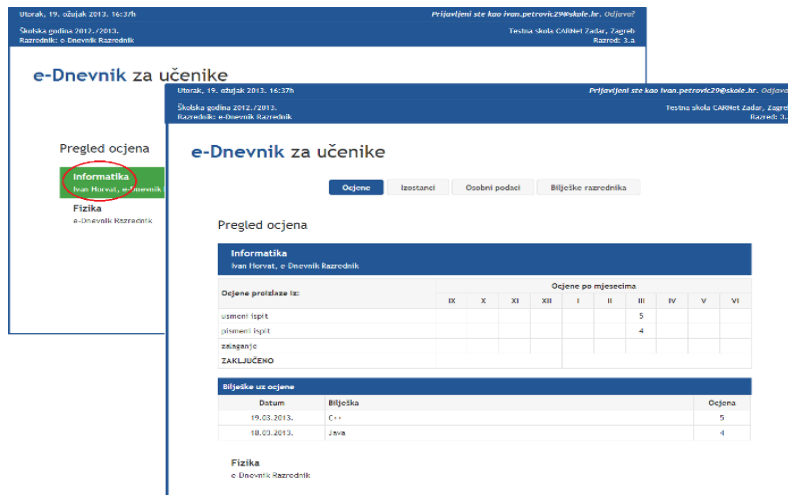 Utorak, 19. ožujak 2013. 16:37h
Prijavljeni ste kao ivan.petrovic29@skole.hr. Odjava?
Školska godina 2012./2013.
Testna škola CARNet Zadar, Zagreb
Razrednik: e-Dnevnik Razrednik
Razred: 3.a
e-Dnevnik za učenike
Pregled ocjena
Informatika
Ivan Horvat, e-Dnevnik
Fizika
e-Dnevnik Razrednik
Utorak, 19. ožujak 2013. 16:37h
Prijavljeni ste kao ivan.petrovic29@skole.hr. Odjava
Školska godina 2012./2013.
Testna škola CARNet Zadar, Zagre
Razrednik: e-Dnevnik Razrednik
Razred: 3.
e-Dnevnik za učenike
Ocjene Izostanci Osobni podaci Bilješke razrednika
Pregled ocjena
Informatika
Ivan Horvat, e-Dnevnik Razrednik
Ocjene proizlaze iz:
Ocjene po mjesecima
IX X XI XII I II III IV V VI
usmeni ispit 5
pismeni ispit 4
zalaganje
ZAKLJUČENO
Bilješke uz ocjene
Datum Bilješka Ocjena
19.03.2013. C++ 5
18.03.2013. Java 4
Fizika
e-Dnevnik Razrednik